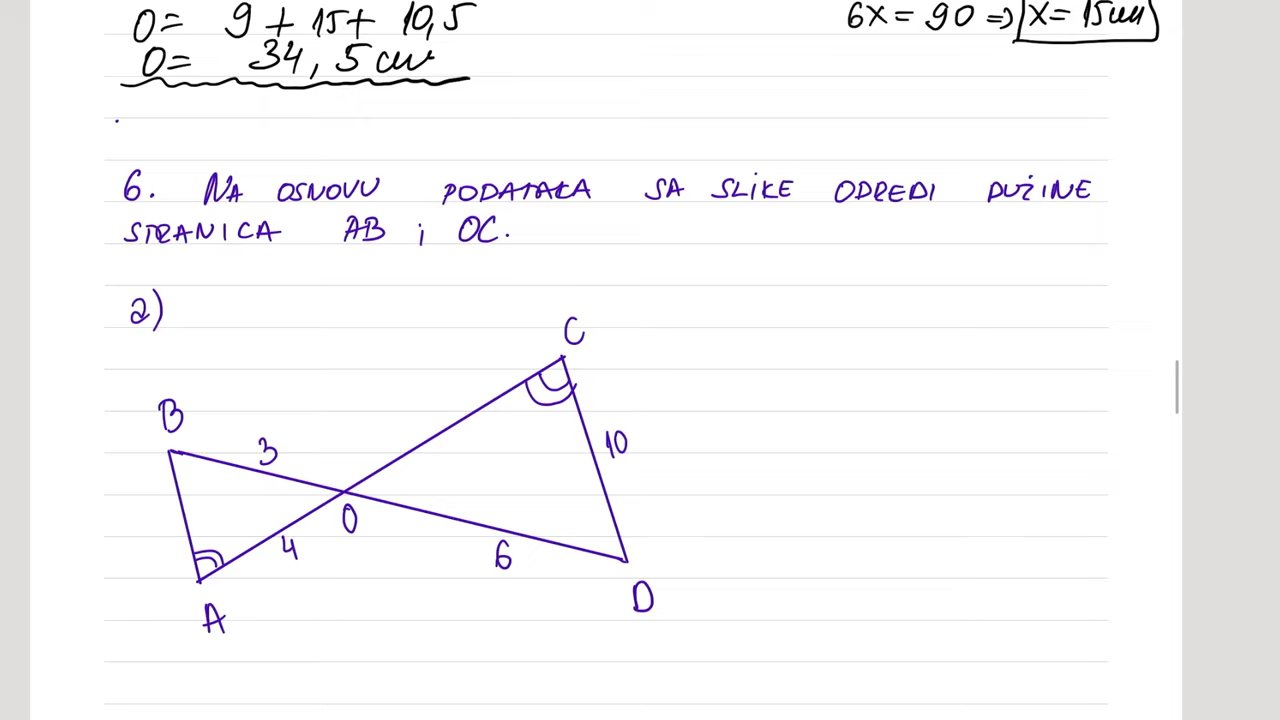 O= 9 + 15+ 10,5
6x = 90 => x = 15cm
O= 34,5 cm
6. NA OSNOVU PODATAKA SA SLIKE ODREDI DUŽINE
STRANICA AB i OC.
a)
C
B
3
10
O
4
6
D
A